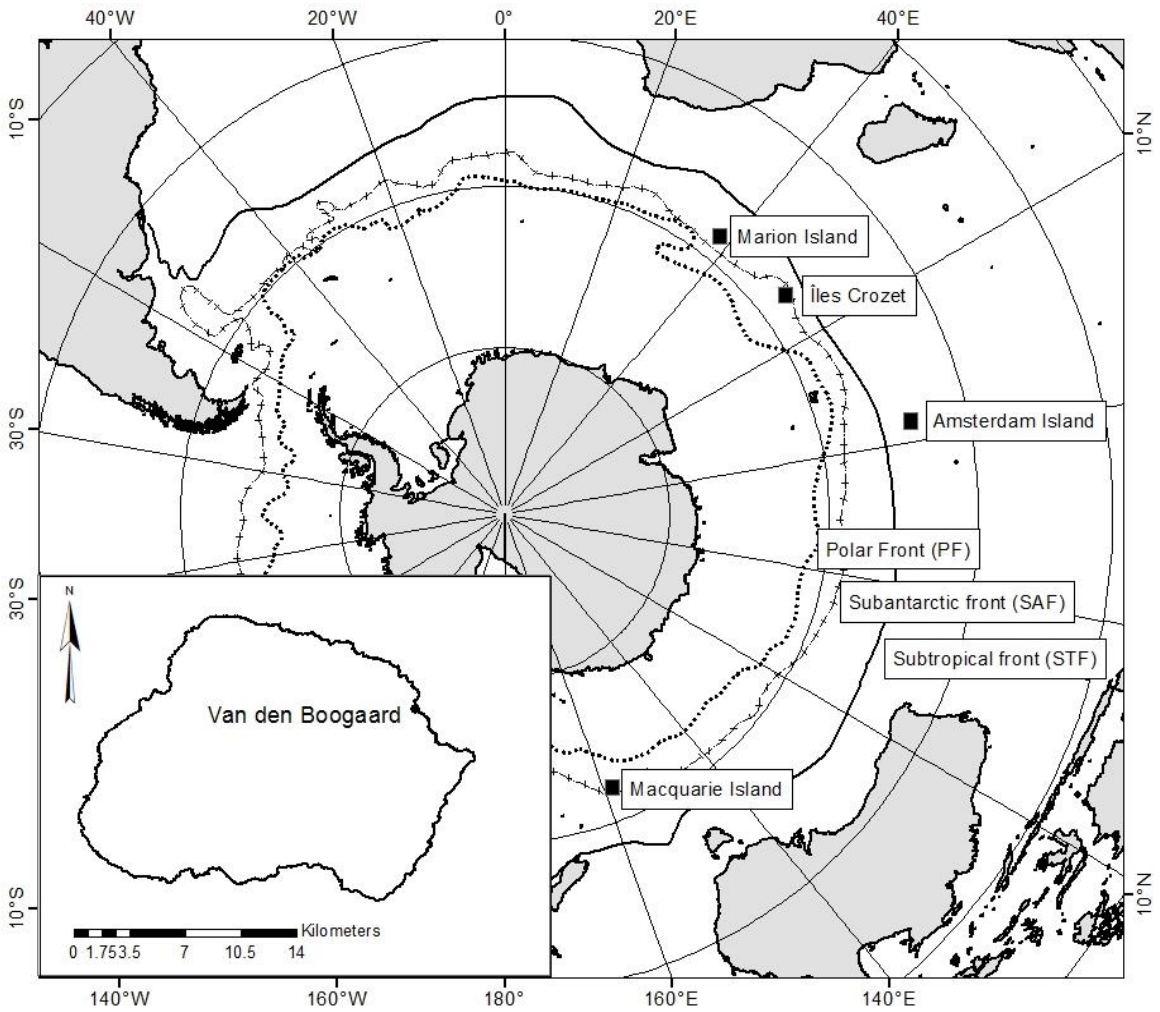 40°W 20°W 0° 20°E 40°E
10°S
10°N
Marion Island
Îles Crozet
30°S
Amsterdam Island
Polar Front (PF)
30°S
Subantarctic front (SAF)
Subtropical front (STF)
N
Van den Boogaard
Macquarie Island
10°S
10°N
Kilometers
0 1.75 3.5 7 10.5 14
140°W 160°W 180° 160°E 140°E